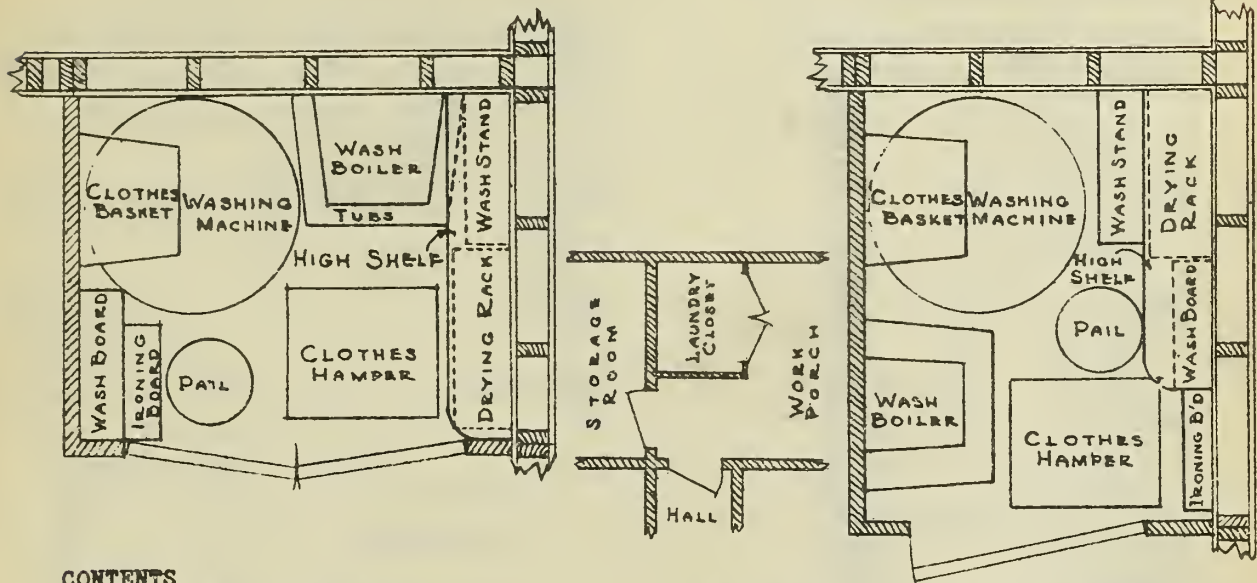 CLOTHES
BASKET
WASHING
MACHINE
WASH
BOILER
TUBS
WASH STAND
HIGH SHELF
DRYING RACK
WASH BOARD
IRONING
BOARD
PAIL
CLOTHES
HAMPER
STORAGE
ROOM
LAUNDRY
CLOSET
WORK
PORCH
HALL
CLOTHES
BASKET
WASHING
MACHINE
WASH STAND
DRYING
RACK
HIGH
SHELF
WASH BOARD
PAIL
WASH
BOILER
CLOTHES
HAMPER
IRONING B'D
CONTENTS